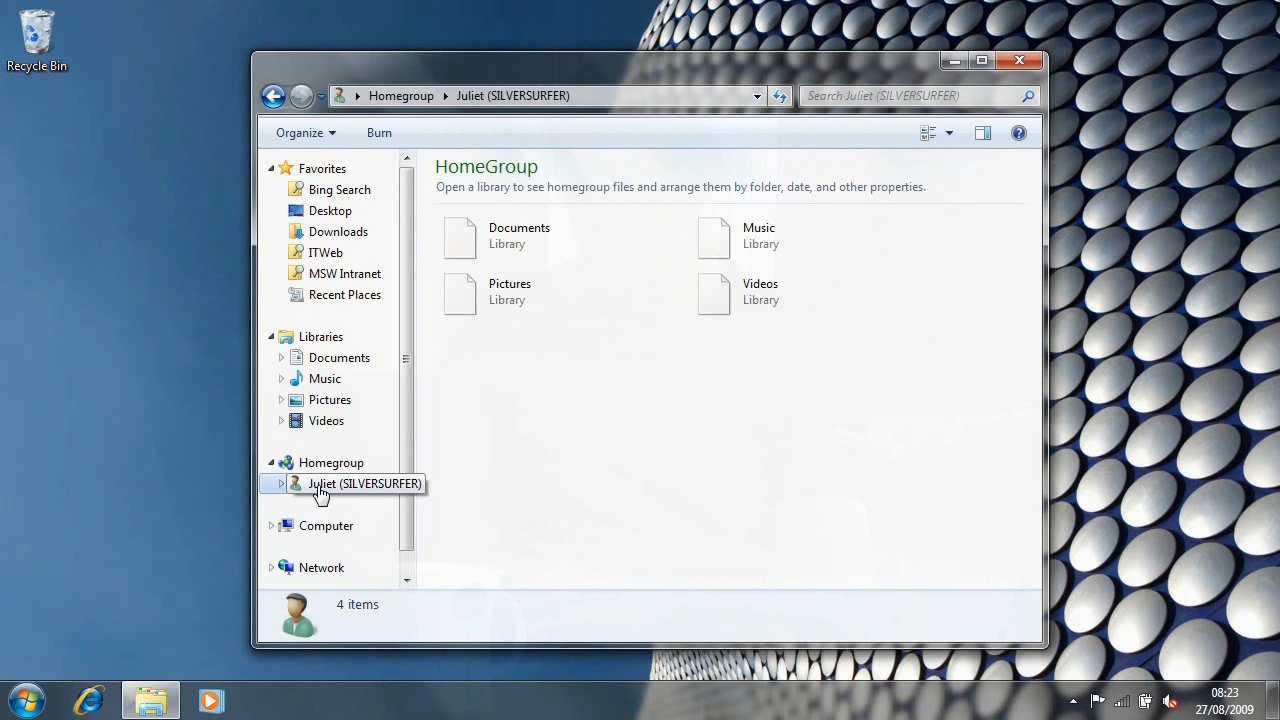 Recycle Bin
Homegroup Juliet (SILVERSURFER)
Search Juliet (SILVERSURFER)
Organize Burn
Favorites
Bing Search
Desktop
Downloads
ITWeb
MSW Intranet
Recent Places
Libraries
Documents
Music
Pictures
Videos
Homegroup
Juliet (SILVERSURFER)
Computer
Network
HomeGroup
Open a library to see homegroup files and arrange them by folder, date, and other properties.
Documents
Library
Music
Library
Pictures
Library
Videos
Library
4 items
08:23
27/08/2009